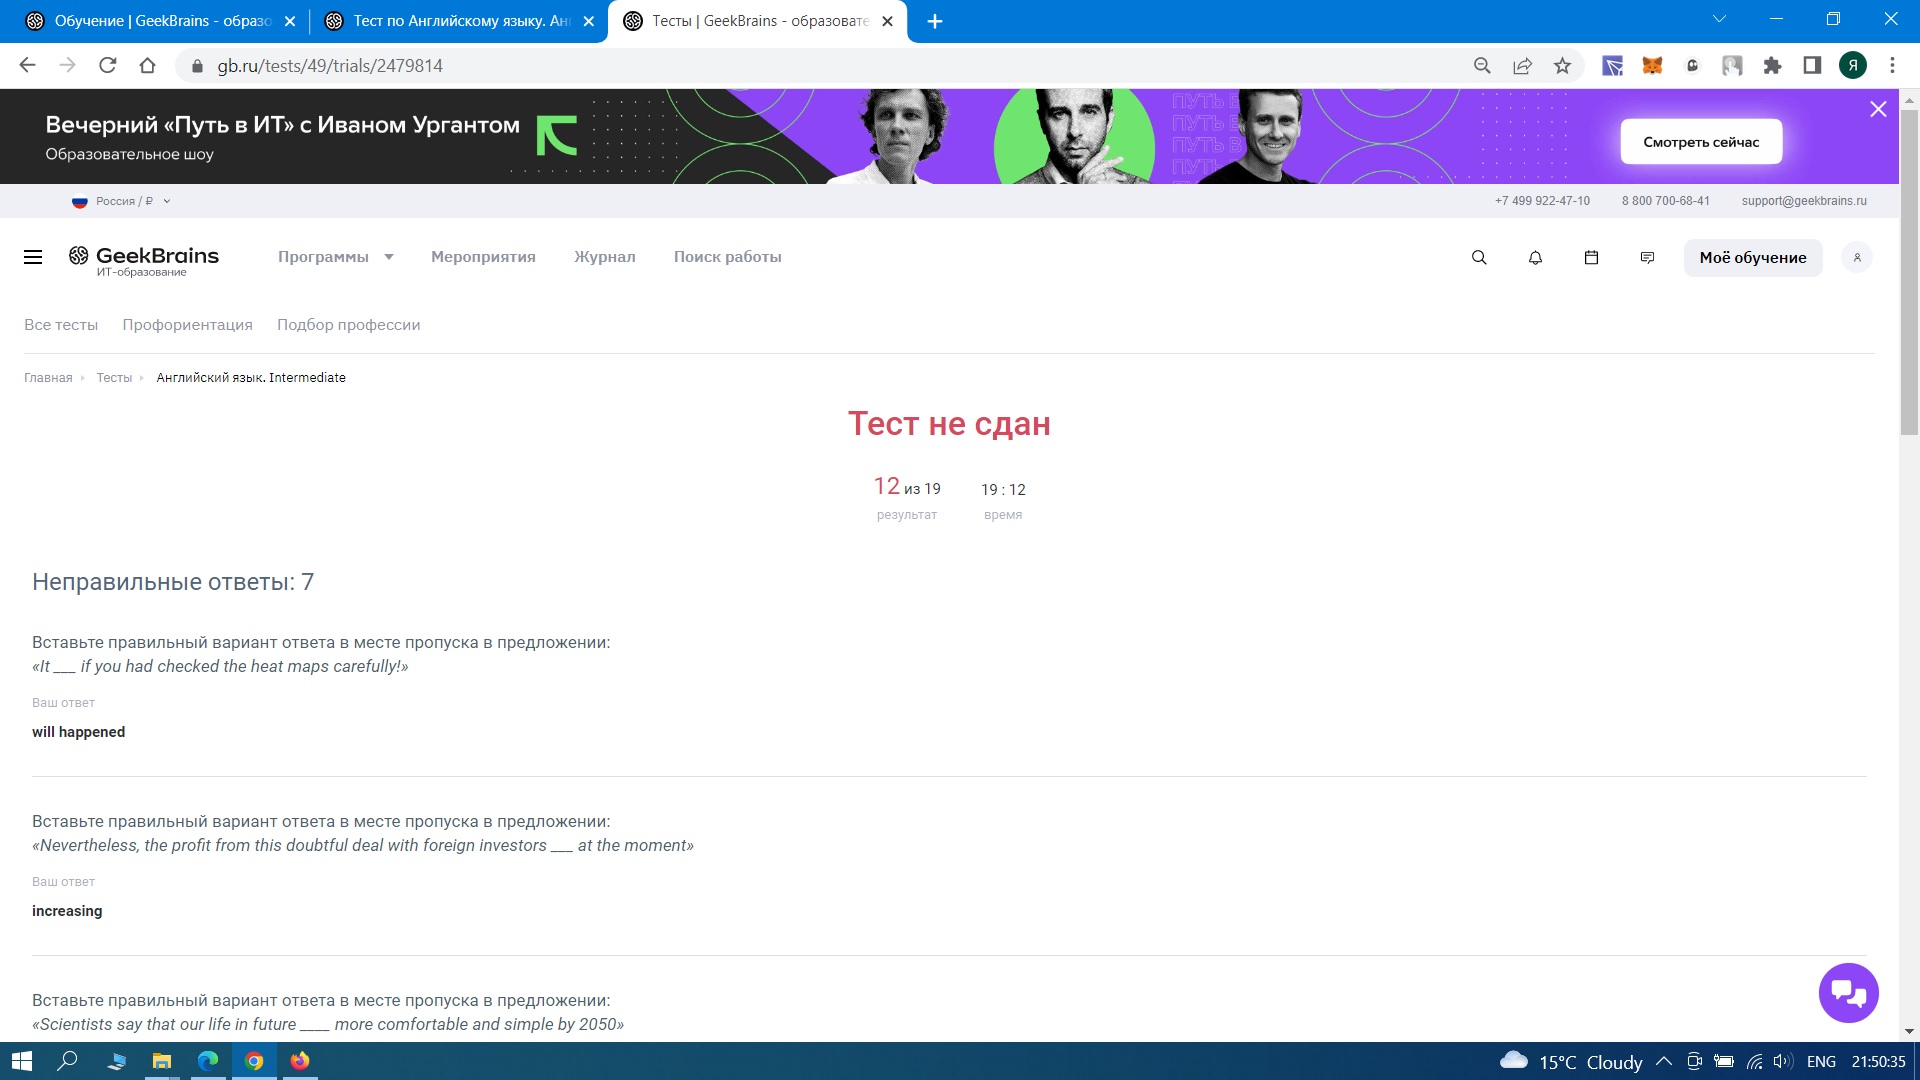 Обучение | GeekBrains - образо
Тест по Английскому языку. Ан
Тесты | GeekBrains - образовате
gb.ru/tests/49/trials/2479814
Я
Вечерний «Путь в ИТ» с Иваном Ургантом
Образовательное шоу
ПУТЬ В
ПУТЬ В
ПУТЬ В
ПУТЬ
Смотреть сейчас
Россия / ₽
+7 499 922-47-10
8 800 700-68-41
support@geekbrains.ru
GeekBrains
ИТ-образование
Программы
Мероприятия
Журнал
Поиск работы
Моё обучение
Все тесты
Профориентация
Подбор профессии
Главная
Тесты
Английский язык. Intermediate
Тест не сдан
12 из 19
19 : 12
результат
время
Неправильные ответы: 7
Вставьте правильный вариант ответа в месте пропуска в предложении:
«It ___ if you had checked the heat maps carefully!»
Ваш ответ
will happened
Вставьте правильный вариант ответа в месте пропуска в предложении:
«Nevertheless, the profit from this doubtful deal with foreign investors ___ at the moment»
Ваш ответ
increasing
Вставьте правильный вариант ответа в месте пропуска в предложении:
«Scientists say that our life in future ____ more comfortable and simple by 2050»
15°C Cloudy
ENG
21:50:35